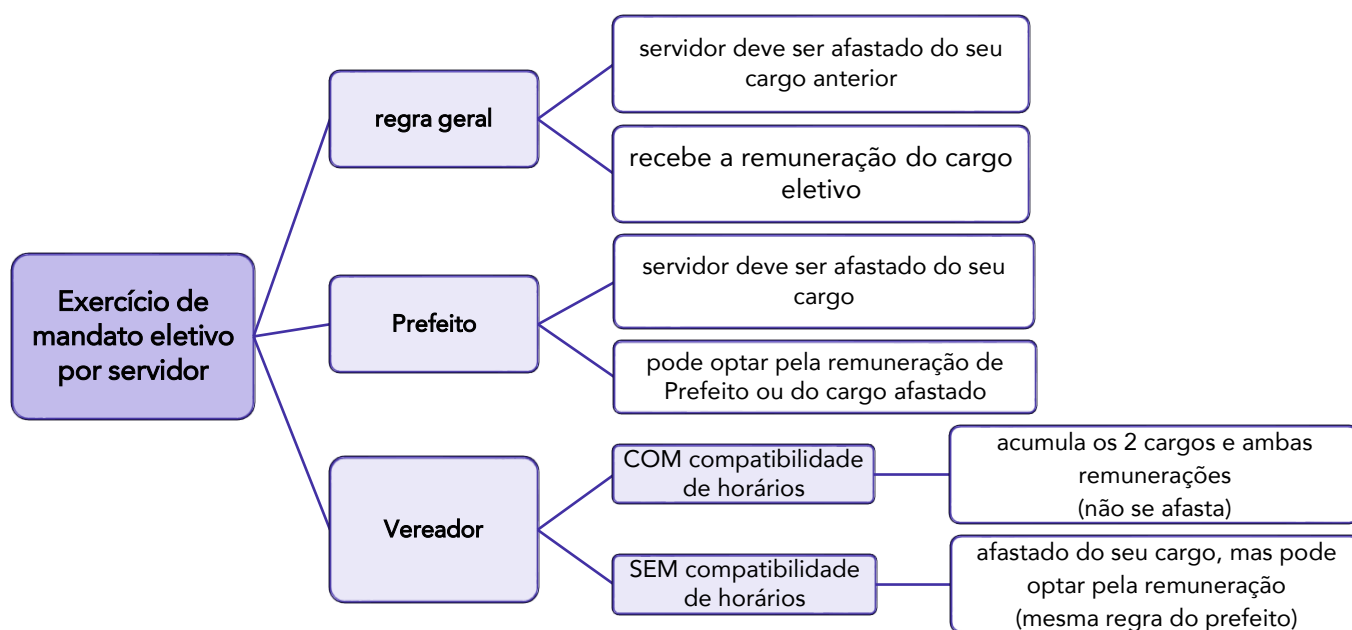 Exercício de
mandato eletivo
por servidor
regra geral
servidor deve ser afastado do seu
cargo anterior
recebe a remuneração do cargo
eletivo
Prefeito
servidor deve ser afastado do seu
cargo
pode optar pela remuneração de
Prefeito ou do cargo afastado
Vereador
COM compatibilidade
de horários
acumula os 2 cargos e ambas
remunerações
(não se afasta)
SEM compatibilidade
de horários
afastado do seu cargo, mas pode
optar pela remuneração
(mesma regra do prefeito)